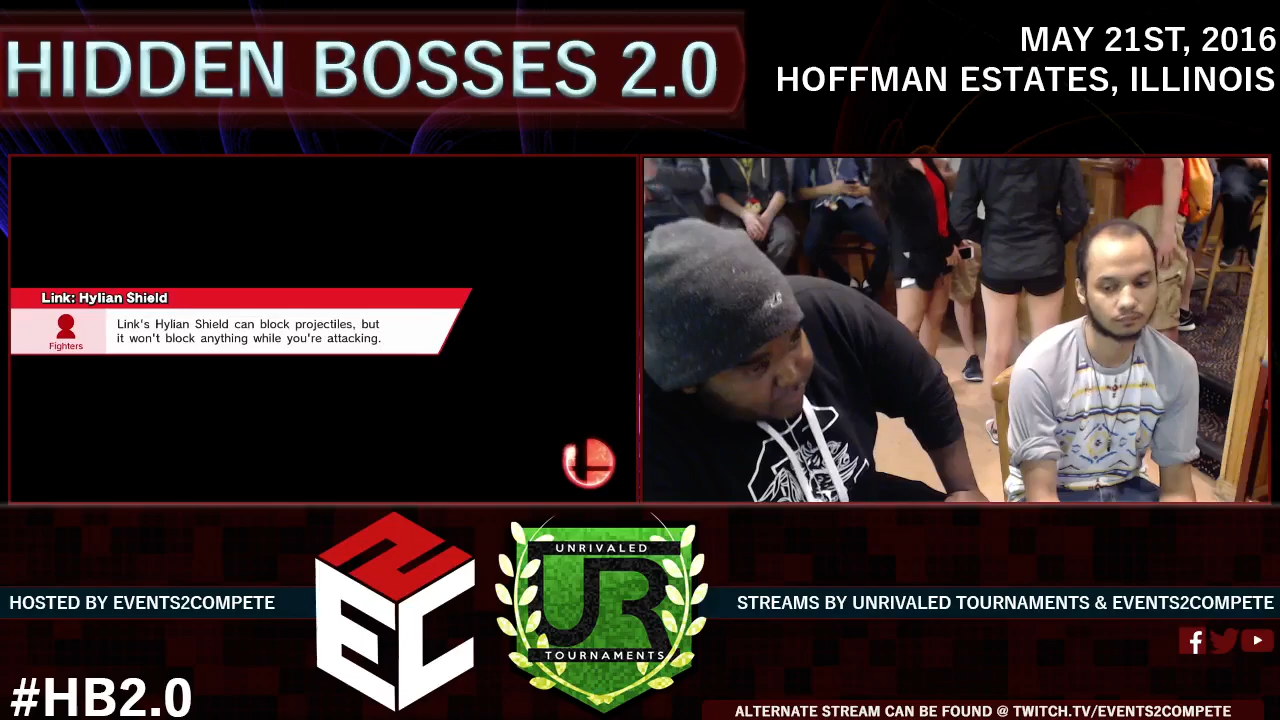 HIDDEN BOSSES 2.0
MAY 21ST, 2016
HOFFMAN ESTATES, ILLINOIS
Link: Hylian Shield
Fighters
Link's Hylian Shield can block projectiles, but
it won't block anything while you're attacking.
HOSTED BY EVENTS2COMPETE
E2C
UNRIVALED
UR
TOURNAMENTS
STREAMS BY UNRIVALED TOURNAMENTS & EVENTS2COMPETE
#HB2.0
ALTERNATE STREAM CAN BE FOUND @ TWITCH.TV/EVENTS2COMPETE